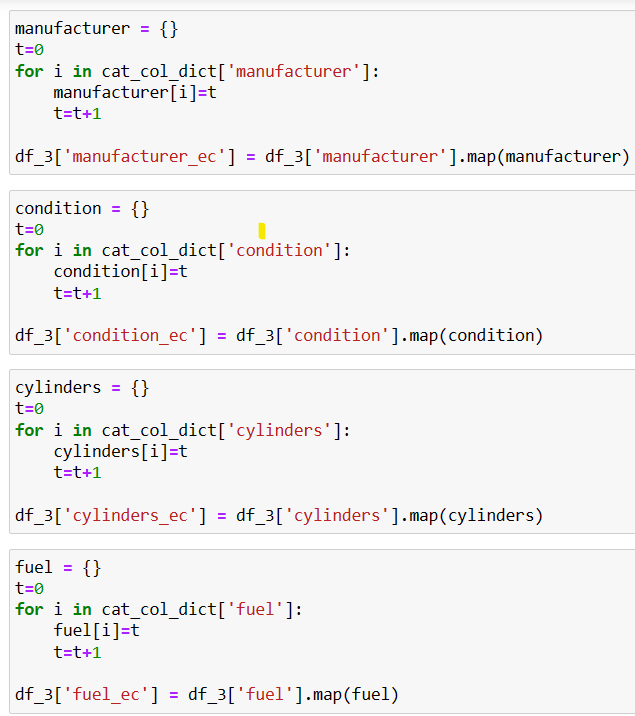 manufacturer = {}
t=0
for i in cat_col_dict['manufacturer']:
    manufacturer[i]=t
    t=t+1
df_3['manufacturer_ec'] = df_3['manufacturer'].map(manufacturer)
condition = {}
t=0
for i in cat_col_dict['condition']:
    condition[i]=t
    t=t+1
df_3['condition_ec'] = df_3['condition'].map(condition)
cylinders = {}
t=0
for i in cat_col_dict['cylinders']:
    cylinders[i]=t
    t=t+1
df_3['cylinders_ec'] = df_3['cylinders'].map(cylinders)
fuel = {}
t=0
for i in cat_col_dict['fuel']:
    fuel[i]=t
    t=t+1
df_3['fuel_ec'] = df_3['fuel'].map(fuel)